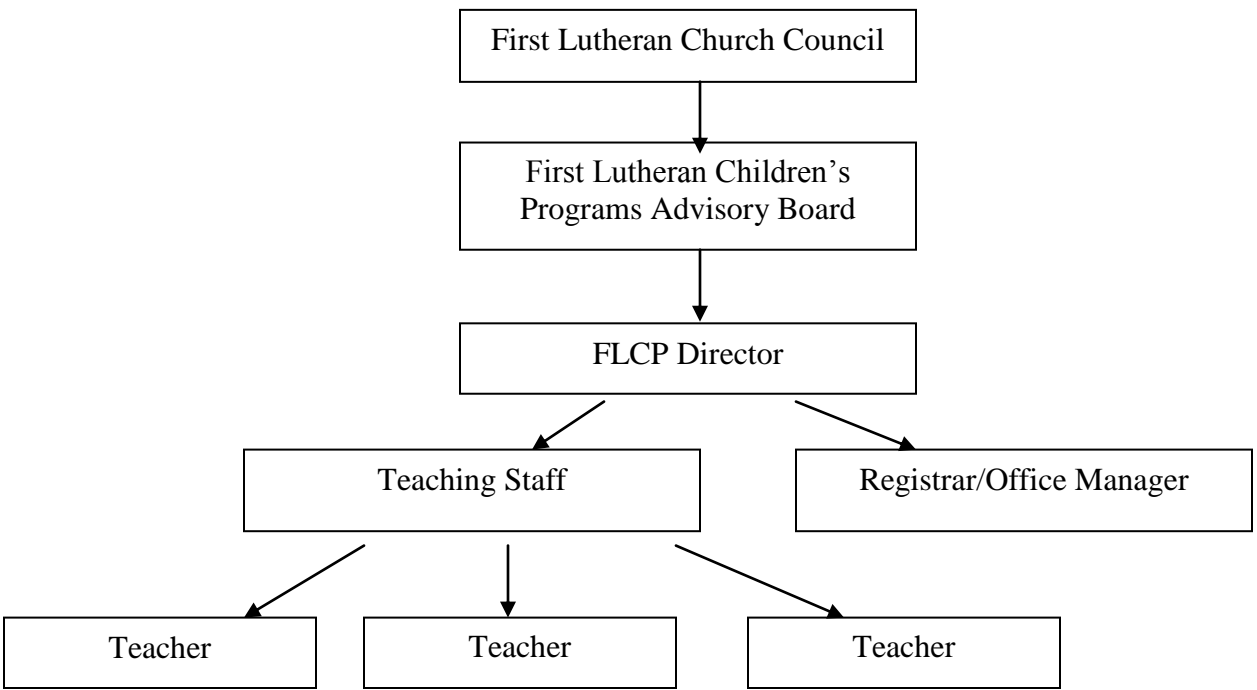 First Lutheran Church Council
First Lutheran Children’s
Programs Advisory Board
FLCP Director
Teaching Staff
Registrar/Office Manager
Teacher
Teacher
Teacher